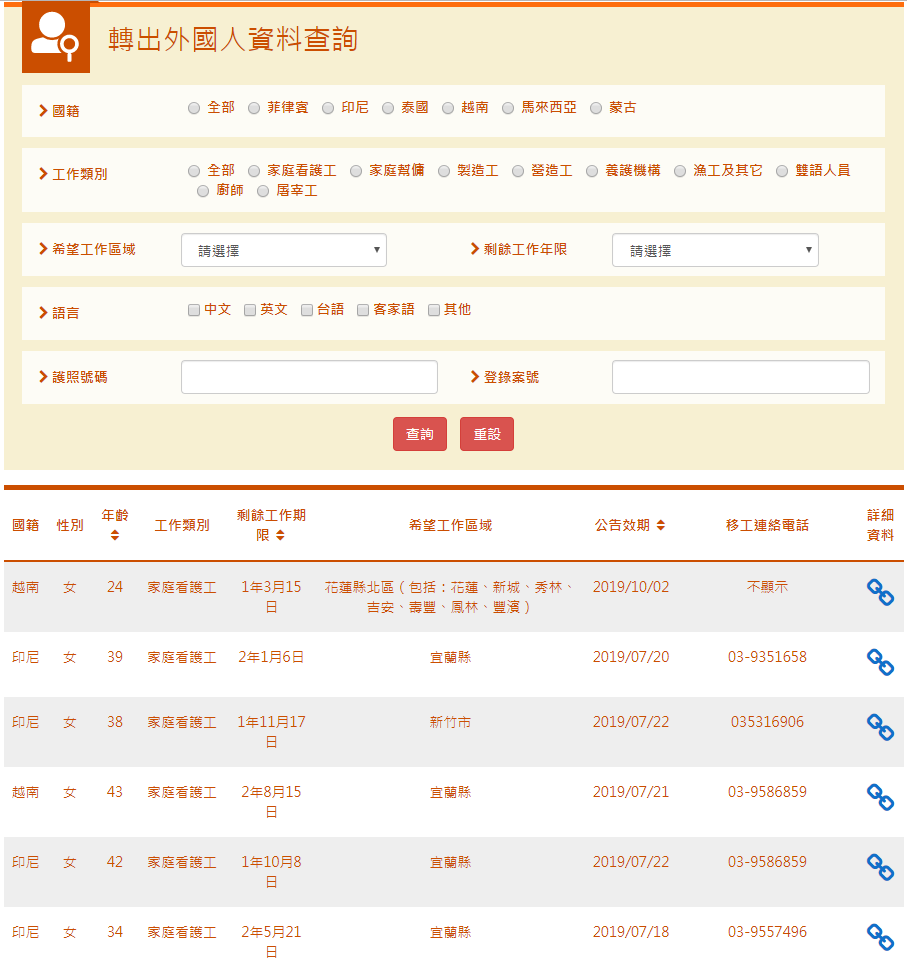 轉出外國人資料查詢
國籍 全部 菲律賓 印尼 泰國 越南 馬來西亞 蒙古
工作類別 全部 家庭看護工 家庭幫傭 製造工 營造工 養護機構 漁工及其它 雙語人員
廚師 屠宰工
希望工作區域 請選擇 剩餘工作年限 請選擇
語言 中文 英文 台語 客家語 其他
護照號碼 登錄案號
查詢 重設
國籍 性別 年齡 工作類別 剩餘工作期
限 希望工作區域 公告效期 移工連絡電話 詳細
資料
越南 女 24 家庭看護工 1年3月15
日 花蓮縣北區（包括：花蓮、新城、秀林、
吉安、壽豐、鳳林、豐濱） 2019/10/02 不顯示
印尼 女 39 家庭看護工 2年1月6日 宜蘭縣 2019/07/20 03-9351658
印尼 女 38 家庭看護工 1年11月17
日 新竹市 2019/07/22 035316906
越南 女 43 家庭看護工 2年8月15
日 宜蘭縣 2019/07/21 03-9586859
印尼 女 42 家庭看護工 1年10月8
日 宜蘭縣 2019/07/22 03-9586859
印尼 女 34 家庭看護工 2年5月21
日 宜蘭縣 2019/07/18 03-9557496